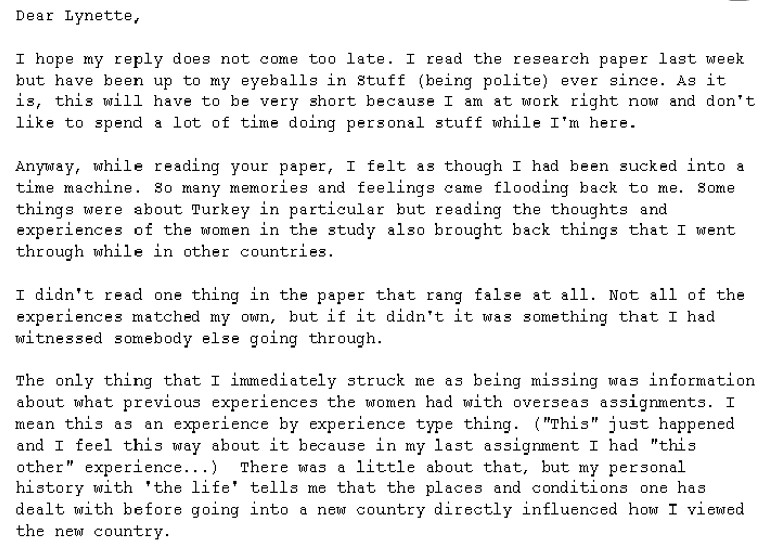 Dear Lynette,
I hope my reply does not come too late. I read the research paper last week
but have been up to my eyeballs in Stuff (being polite) ever since. As it
is, this will have to be very short because I am at work right now and don't
like to spend a lot of time doing personal stuff while I'm here.
Anyway, while reading your paper, I felt as though I had been sucked into a
time machine. So many memories and feelings came flooding back to me. Some
things were about Turkey in particular but reading the thoughts and
experiences of the women in the study also brought back things that I went
through while in other countries.
I didn't read one thing in the paper that rang false at all. Not all of the
experiences matched my own, but if it didn't it was something that I had
witnessed somebody else going through.
The only thing that I immediately struck me as being missing was information
about what previous experiences the women had with overseas assignments. I
mean this as an experience by experience type thing. ("This" just happened
and I feel this way about it because in my last assignment I had "this
other" experience...)  There was a little about that, but my personal
history with 'the life' tells me that the places and conditions one has
dealt with before going into a new country directly influenced how I viewed
the new country.